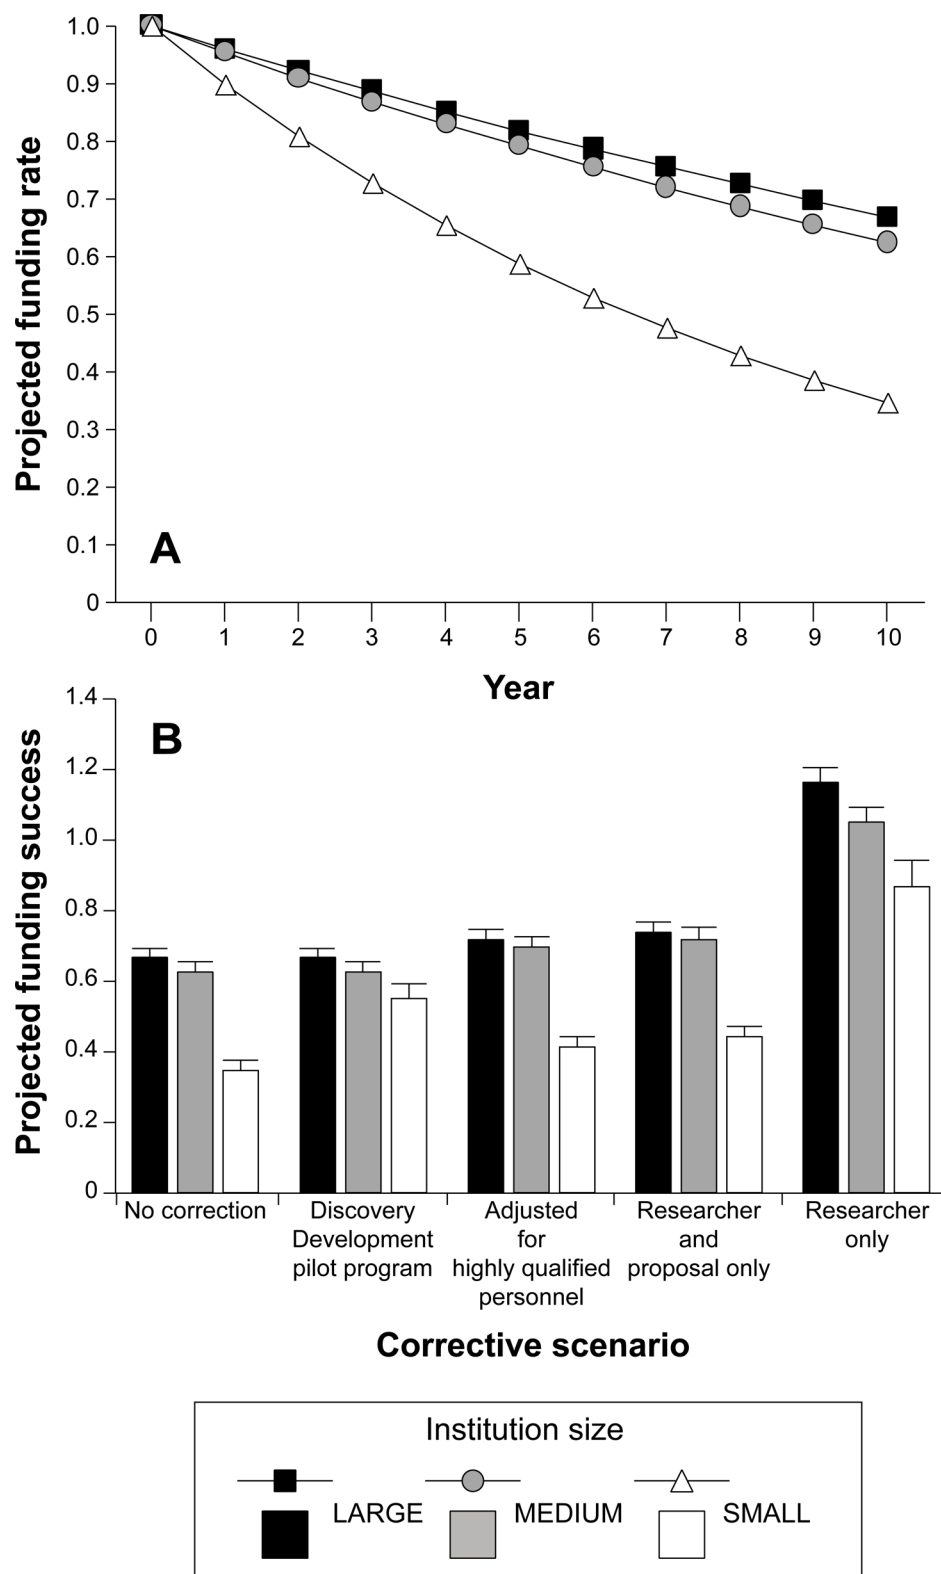 1.0
0.9
0.8
0.7
0.6
0.5
0.4
0.3
0.2
0.1
0
Projected funding rate
A
0 1 2 3 4 5 6 7 8 9 10
Year
1.4
1.2
1.0
0.8
0.6
0.4
0.2
0
Projected funding success
B
No correction
Discovery
Development
pilot program
Adjusted
for
highly qualified
personnel
Researcher
and
proposal only
Researcher
only
Corrective scenario
Institution size
LARGE MEDIUM SMALL